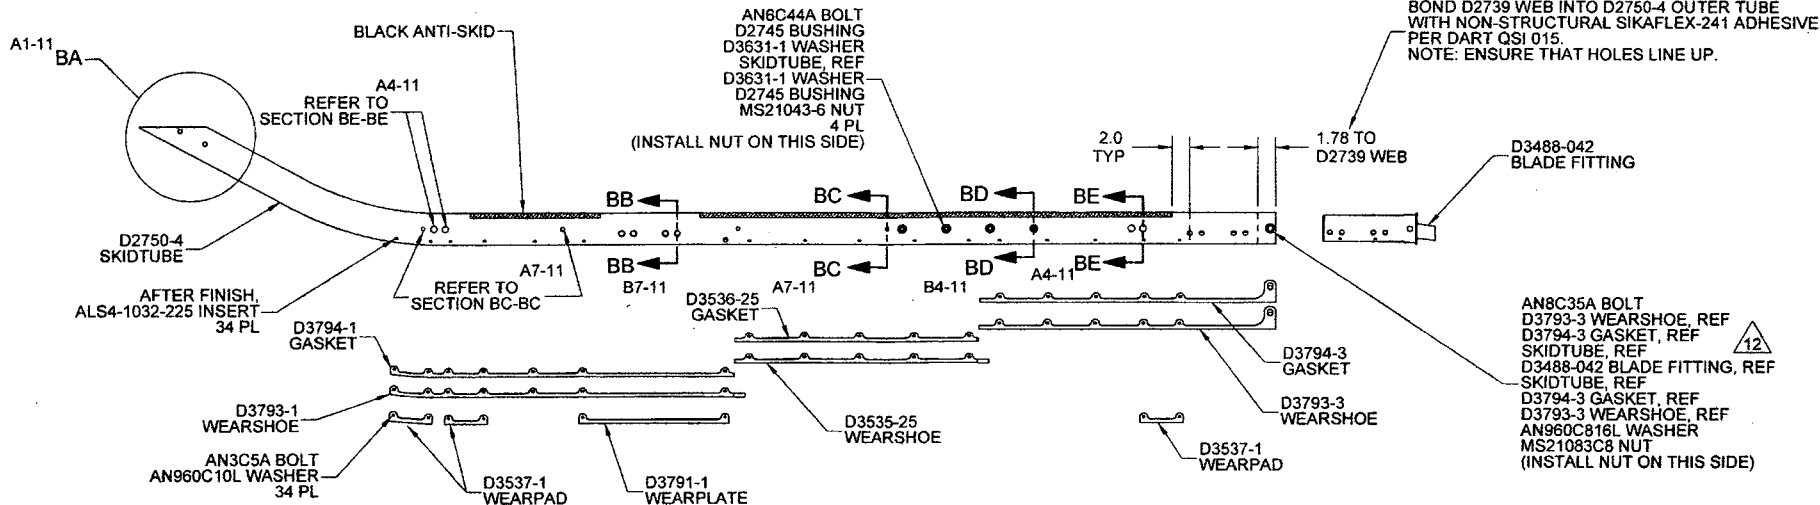 BOND D2739 WEB INTO D2750-4 OUTER TUBE
WITH NON-STRUCTURAL SIKAFLEX-241 ADHESIVE
PER DART QSI 015.
NOTE: ENSURE THAT HOLES LINE UP.
A1-11
BA
BLACK ANTI-SKID
A4-11
REFER TO
SECTION BE-BE
AN6C44A BOLT
D2745 BUSHING
D3631-1 WASHER
SKIDTUBE, REF
D3631-1 WASHER
D2745 BUSHING
MS21043-6 NUT
4 PL
(INSTALL NUT ON THIS SIDE)
2.0
TYP
1.78 TO
D2739 WEB
D3488-042
BLADE FITTING
BB
BC
BD
BE
D2750-4
SKIDTUBE
BB
BC
BD
BE
A7-11
REFER TO
SECTION BC-BC
B7-11
A7-11
B4-11
A4-11
AFTER FINISH,
ALS4-1032-225 INSERT
34 PL
D3794-1
GASKET
D3536-25
GASKET
D3794-3
GASKET
D3793-1
WEARSHOE
D3535-25
WEARSHOE
D3793-3
WEARSHOE
AN3C5A BOLT
AN960C10L WASHER
34 PL
D3537-1
WEARPAD
D3791-1
WEARPLATE
D3537-1
WEARPAD
AN8C35A BOLT
D3793-3 WEARSHOE, REF
D3794-3 GASKET, REF
SKIDTUBE, REF
D3488-042 BLADE FITTING, REF
SKIDTUBE, REF
D3794-3 GASKET, REF
D3793-3 WEARSHOE, REF
AN960C816L WASHER
MS21083C8 NUT
(INSTALL NUT ON THIS SIDE)
12